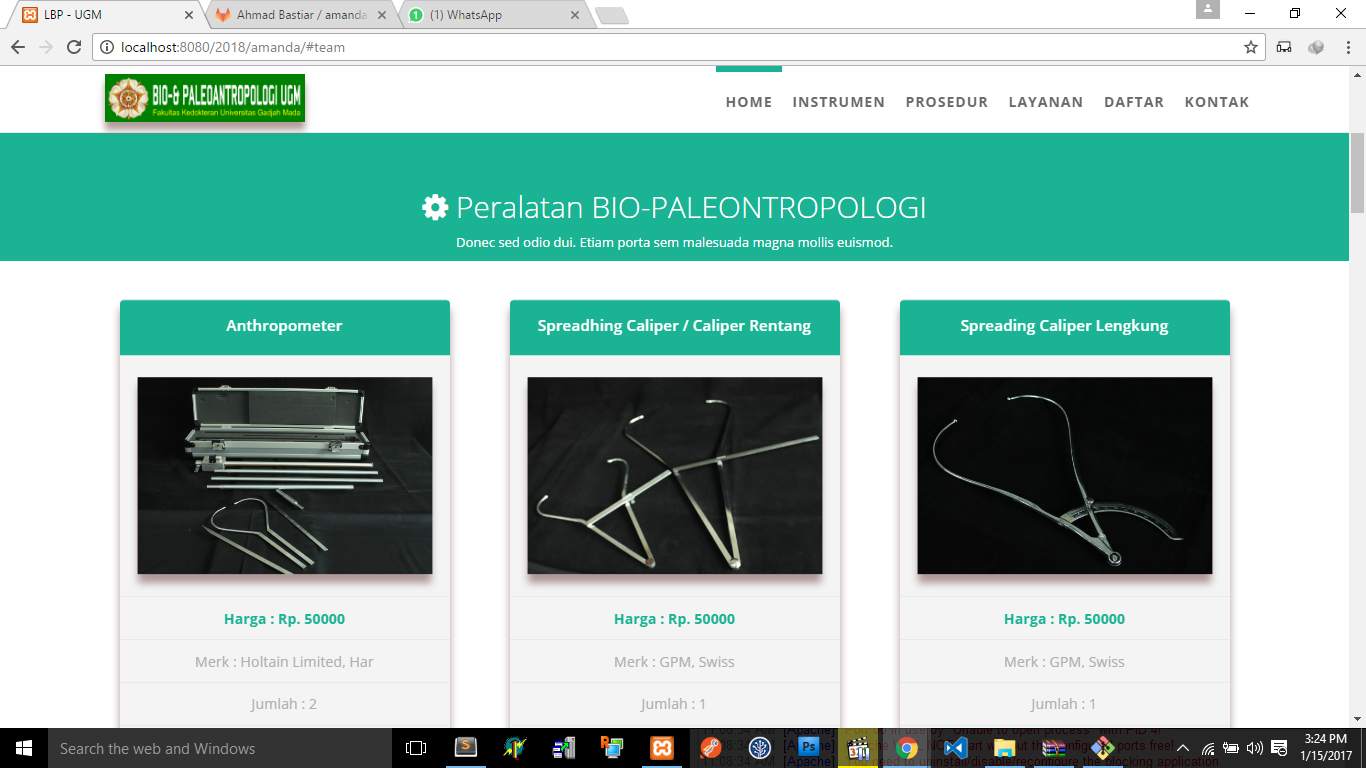 LBP - UGM
Ahmad Bastiar / amanda
(1) WhatsApp
localhost:8080/2018/amanda/#team
BIO-& PALEOANTROPOLOGI UGM
Fakultas Kedokteran Universitas Gadjah Mada
HOME INSTRUMEN PROSEDUR LAYANAN DAFTAR KONTAK
Peralatan BIO-PALEONTROPOLOGI
Donec sed odio dui. Etiam porta sem malesuada magna mollis euismod.
Anthropometer
Spreadhing Caliper / Caliper Rentang
Spreading Caliper Lengkung
Harga : Rp. 50000
Harga : Rp. 50000
Harga : Rp. 50000
Merk : Holtain Limited, Har
Merk : GPM, Swiss
Merk : GPM, Swiss
Jumlah : 2
Jumlah : 1
Jumlah : 1
Search the web and Windows
3:24 PM
1/15/2017